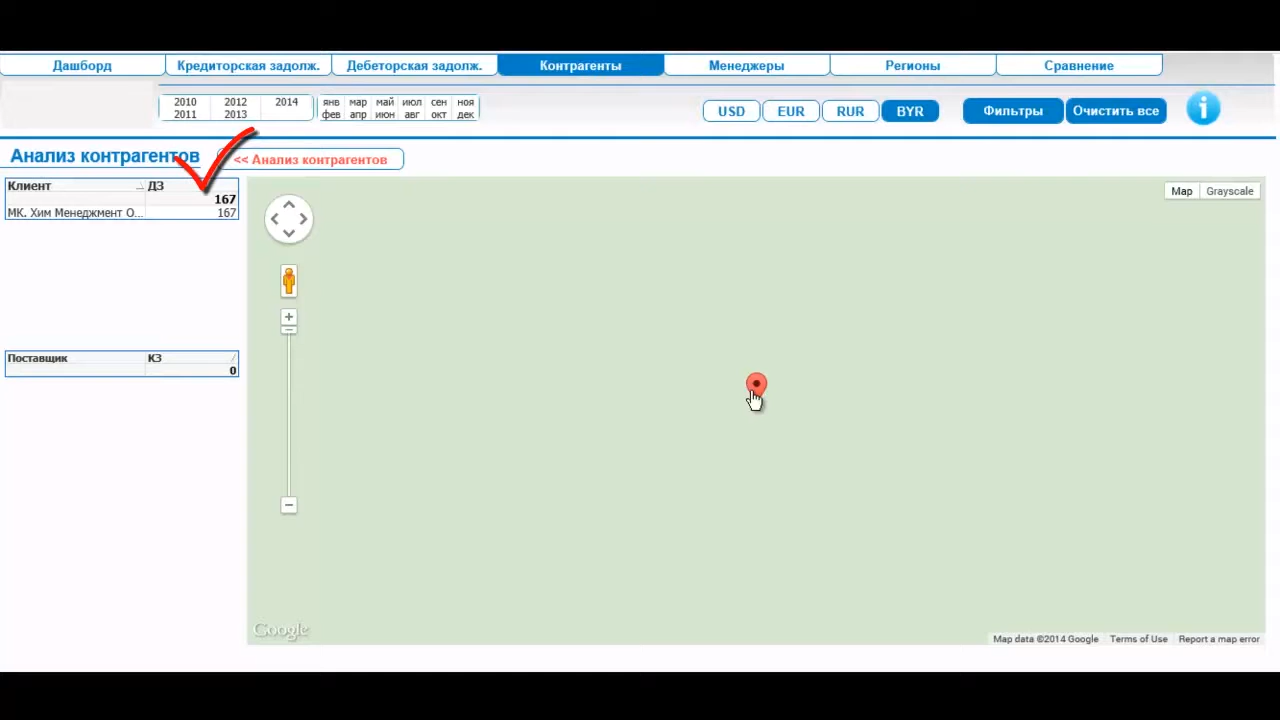 Дашборд Кредиторская задолж. Дебеторская задолж. Контрагенты Менеджеры Регионы Сравнение
2010 2012 2014 янв мар май июл сен ноя
2011 2013 фев апр июн авг окт дек
USD EUR RUR BYR Фильтры Очистить все i
Анализ контрагентов << Анализ контрагентов
Клиент ДЗ
167
МК. Хим Менеджмент О... 167
Map Grayscale
Поставщик КЗ
0
Google
Map data ©2014 Google Terms of Use Report a map error